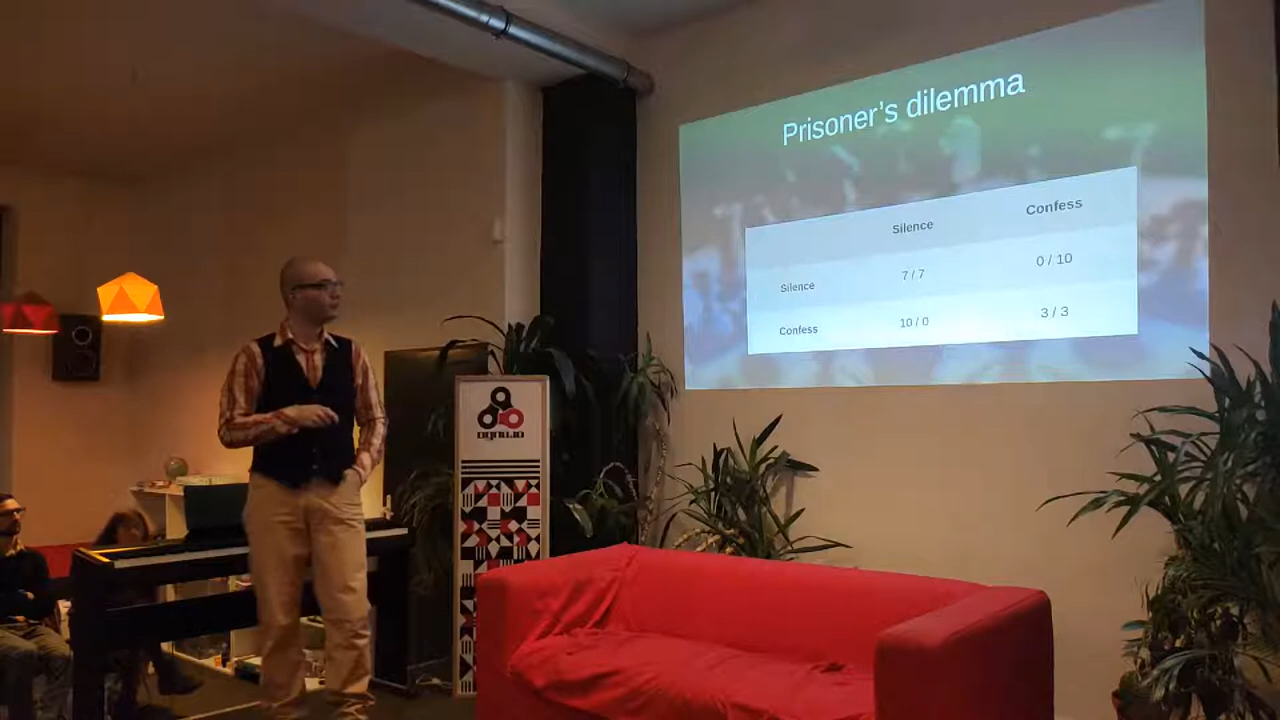 Prisoner's dilemma
Silence Confess
Silence 7 / 7 0 / 10
Confess 10 / 0 3 / 3